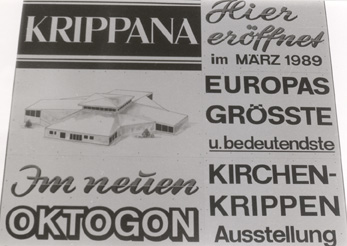 KRIPPANA
Im neuen
OKTOGON
Hier
eröffnet
im MÄRZ 1989
EUROPAS
GRÖSSTE
u. bedeutendste
KIRCHEN-
KRIPPEN
Ausstellung